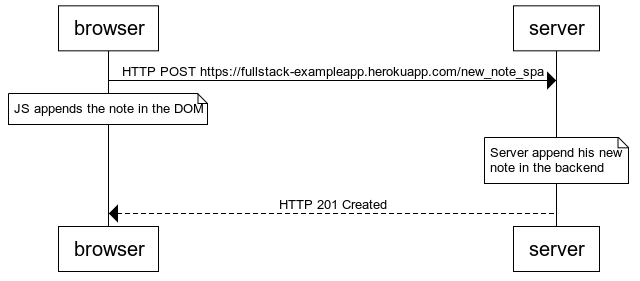 browser
server
HTTP POST https://fullstack-exampleapp.herokuapp.com/new_note_spa
JS appends the note in the DOM
Server append his new
note in the backend
HTTP 201 Created
browser
server